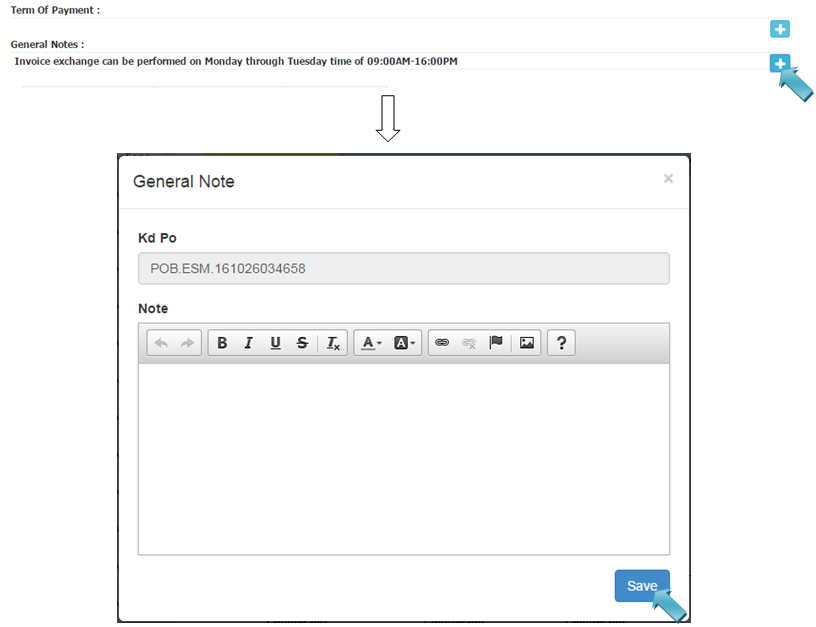 Term Of Payment :
General Notes :
Invoice exchange can be performed on Monday through Tuesday time of 09:00AM-16:00PM
General Note
×
Kd Po
POB.ESM.161026034658
Note
B I U S Tx A A ?
Save